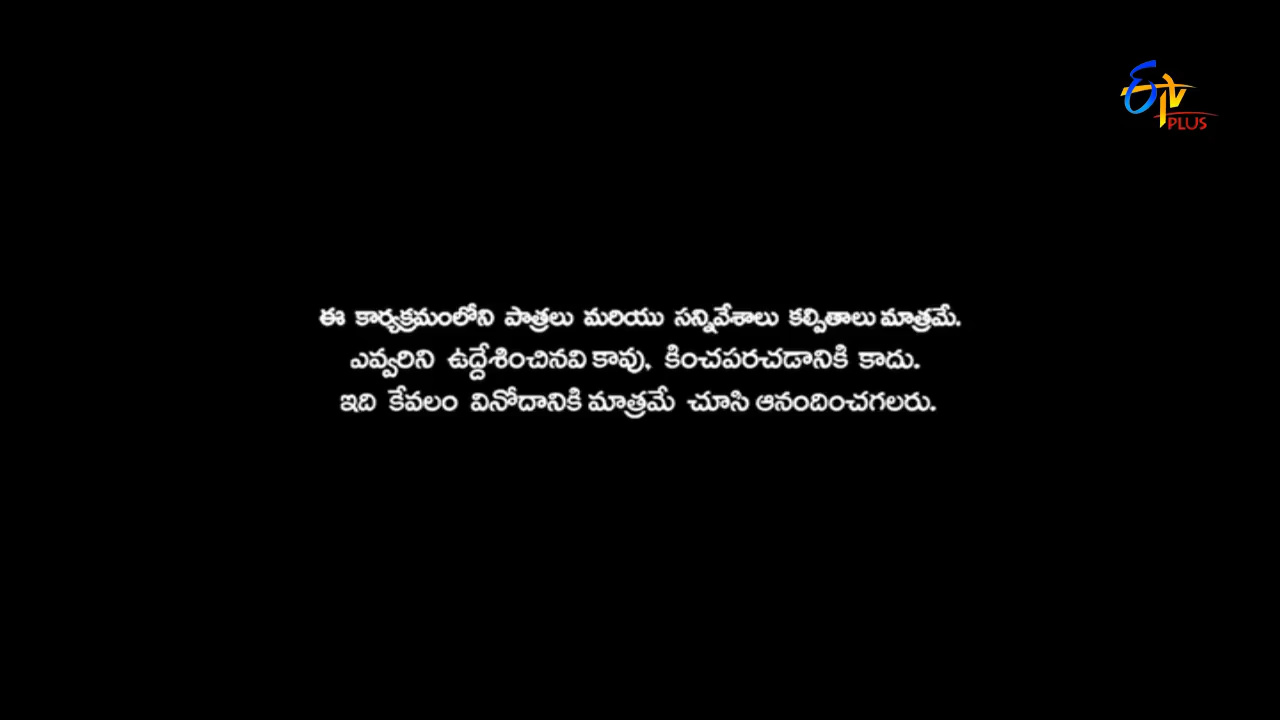 ETV
PLUS
ఈ కార్యక్రమంలోని పాత్రలు మరియు సన్నివేశాలు కల్పితాలు మాత్రమే.
ఎవ్వరిని ఉద్దేశించినవి కావు. కించపరచడానికి కాదు.
ఇది కేవలం వినోదానికి మాత్రమే చూసి ఆనందించగలరు.